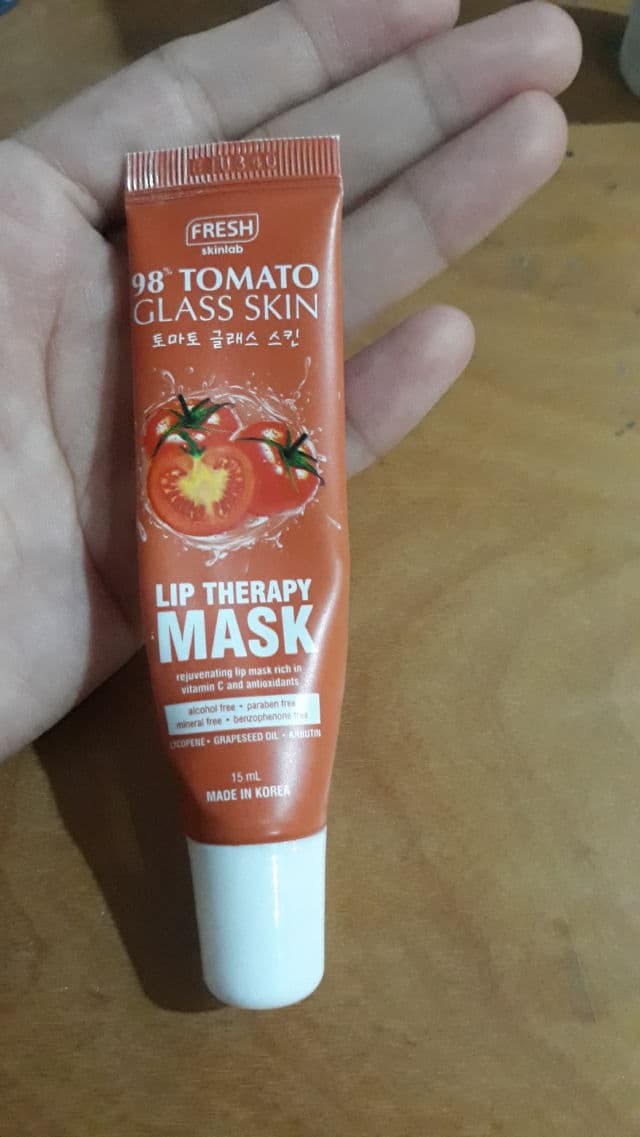 FRESH
skinlab
98% TOMATO
GLASS SKIN
토마토 글래스 스킨
LIP THERAPY
MASK
rejuvenating lip mask rich in
vitamin C and antioxidants
alcohol free • paraben free
mineral free • benzophenone free
LYCOPENE • GRAPESEED OIL • ARBUTIN
15 mL
MADE IN KOREA